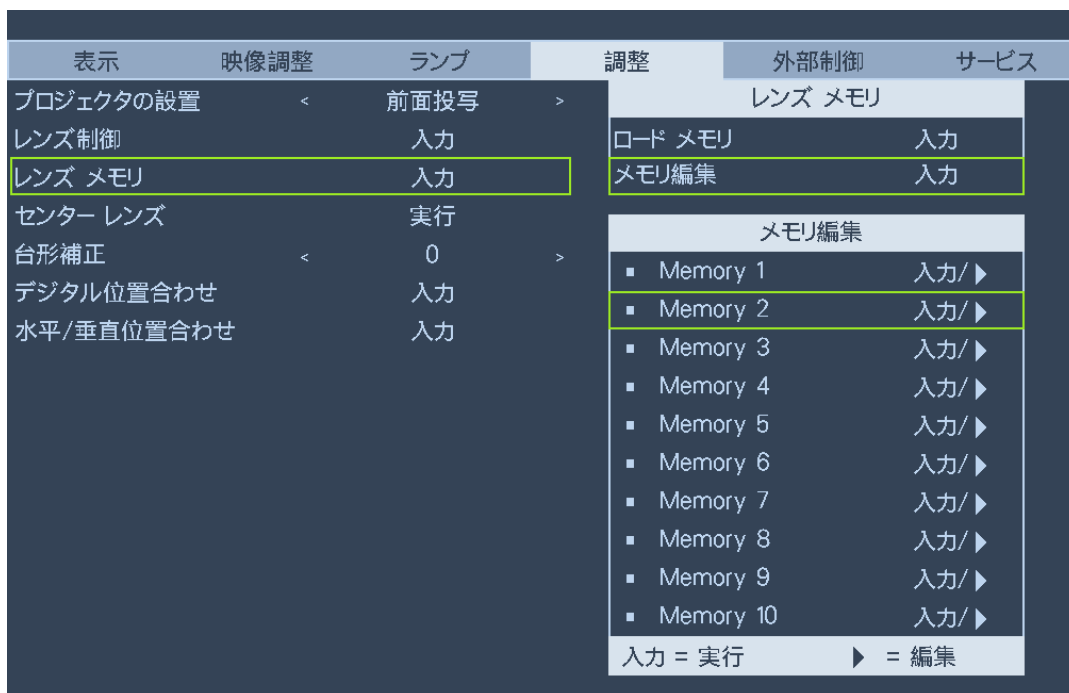 表示 映像調整 ランプ 調整 外部制御 サービス
プロジェクタの設置 < 前面投写 >
レンズ制御 入力
レンズ メモリ 入力
センター レンズ 実行
台形補正 < 0 >
デジタル位置合わせ 入力
水平/垂直位置合わせ 入力
レンズ メモリ
ロード メモリ 入力
メモリ編集 入力
メモリ編集
▪ Memory 1 入力/▶
▪ Memory 2 入力/▶
▪ Memory 3 入力/▶
▪ Memory 4 入力/▶
▪ Memory 5 入力/▶
▪ Memory 6 入力/▶
▪ Memory 7 入力/▶
▪ Memory 8 入力/▶
▪ Memory 9 入力/▶
▪ Memory 10 入力/▶
入力 = 実行 ▶ = 編集